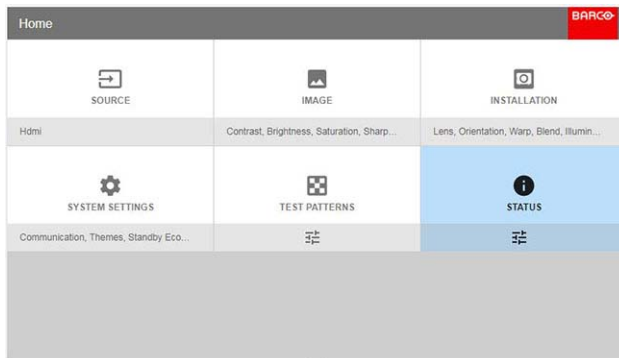 Home
BARCO
SOURCE
IMAGE
INSTALLATION
Hdmi
Contrast, Brightness, Saturation, Sharp...
Lens, Orientation, Warp, Blend, Illumin...
SYSTEM SETTINGS
TEST PATTERNS
STATUS
Communication, Themes, Standby Eco...